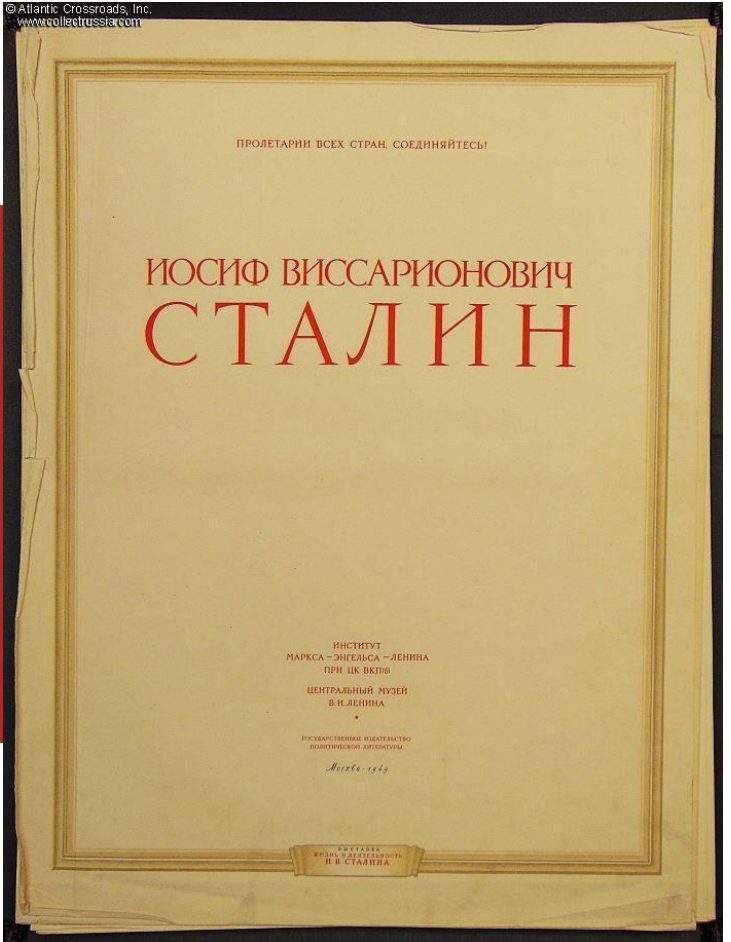 © Atlantic Crossroads, Inc.
www.collectrussia.com
ПРОЛЕТАРИИ ВСЕХ СТРАН, СОЕДИНЯЙТЕСЬ!
ИОСИФ ВИССАРИОНОВИЧ
СТАЛИН
ИНСТИТУТ
МАРКСА – ЭНГЕЛЬСА – ЛЕНИНА
ПРИ ЦК ВКП(б)
ЦЕНТРАЛЬНЫЙ МУЗЕЙ
В. И. ЛЕНИНА
ГОСУДАРСТВЕННОЕ ИЗДАТЕЛЬСТВО
ПОЛИТИЧЕСКОЙ ЛИТЕРАТУРЫ
Москва – 1949
ВЫСТАВКА
ЖИЗНЬ И ДЕЯТЕЛЬНОСТЬ
И. В. СТАЛИНА